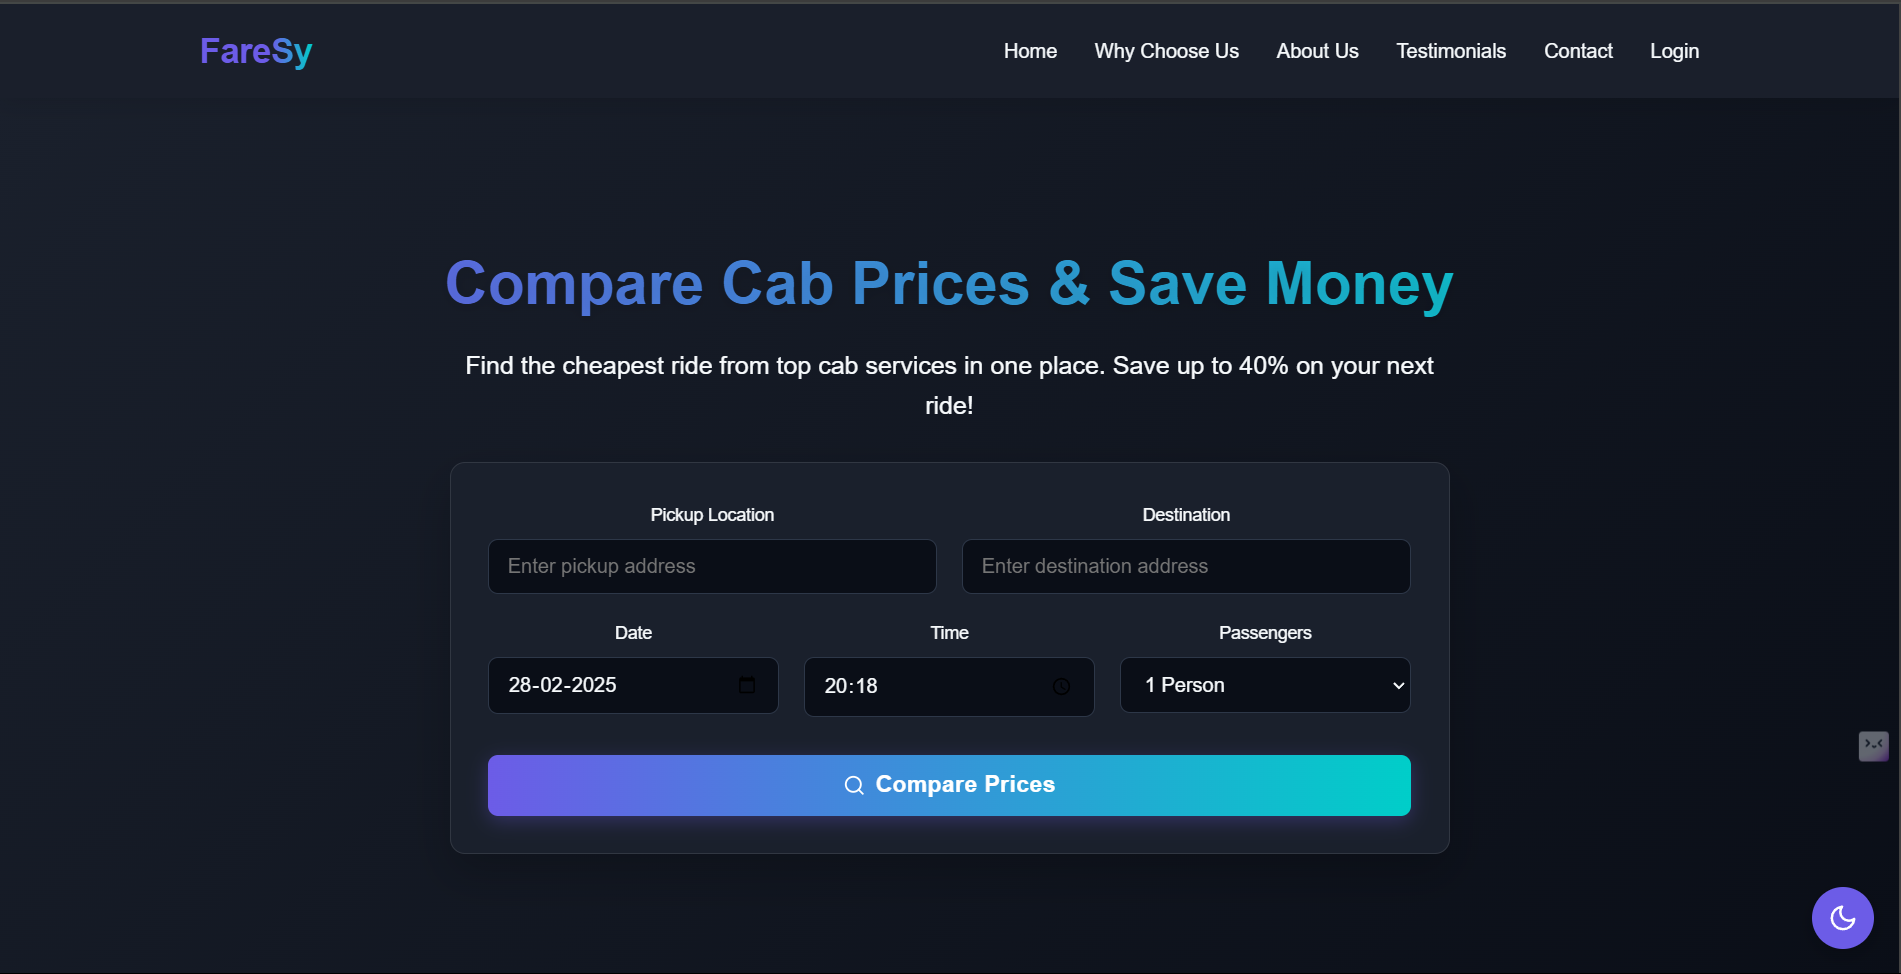 FareSy
Home Why Choose Us About Us Testimonials Contact Login
Compare Cab Prices & Save Money
Find the cheapest ride from top cab services in one place. Save up to 40% on your next
ride!
Pickup Location Destination
Enter pickup address Enter destination address
Date Time Passengers
28-02-2025 20:18 1 Person
Compare Prices